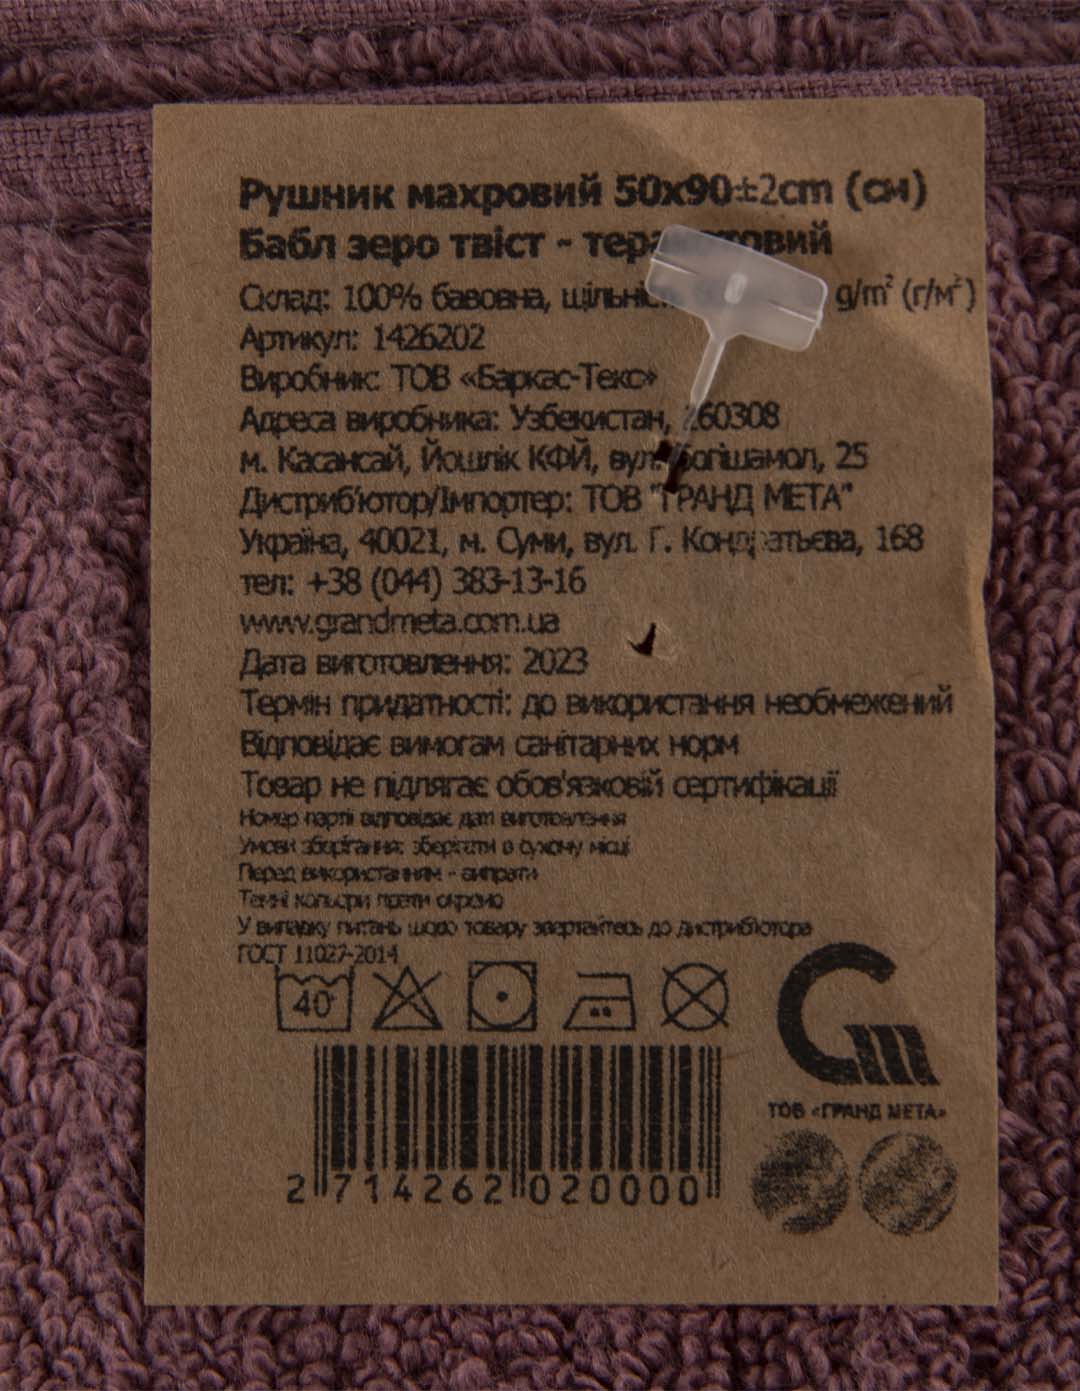 Рушник махровий 50x90±2cm (см)
Бабл зеро твіст -
Склад: 100% бавовна, g/m² (г/м²)
Артикул: 1426202
Виробник: ТОВ «Баркас-Текс»
Адреса виробника: Узбекистан, 160308
м. Касансай, Йошлік КФЙ, вул. 25
Дистриб'ютор/Імпортер: ТОВ "ГРАНД МЕТА"
Україна, 40021, м. Суми, вул. Г. Кондратьєва, 168
тел: +38 (044) 383-13-16
www.grandmeta.com.ua
Дата виготовлення: 2023
Термін придатності: до використання необмежений
Відповідає вимогам санітарних норм
Товар не підлягає обов'язковій сертифікації
Номер партії відповідає даті виготовлення
Умови зберігання: зберігати в сухому місці
Перед використанням - випрати
Темні кольори прати окремо
У випадку питань щодо товару звертайтесь до дистриб'ютора
ГОСТ 11027-2014
40°
ТОВ «ГРАНД МЕТА»
2 714262 020000